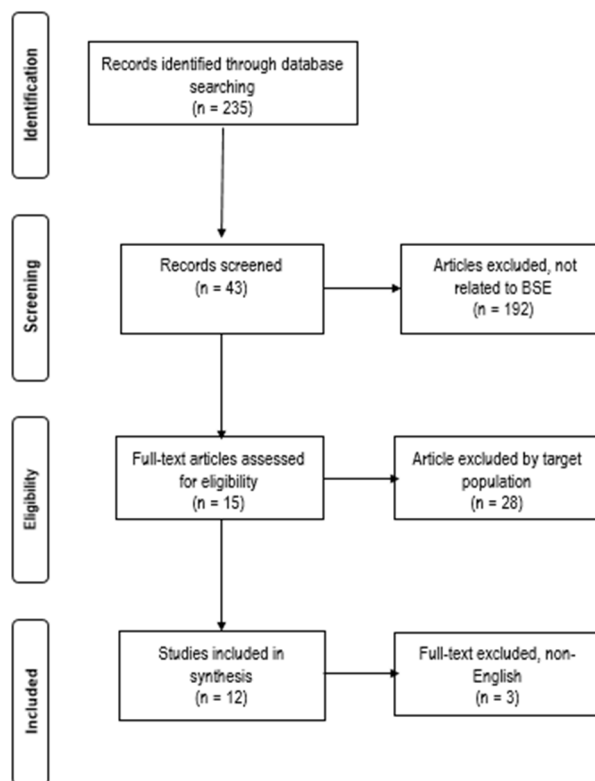 Identification
Records identified through database
searching
(n = 235)
Screening
Records screened
(n = 43)
Articles excluded, not
related to BSE
(n = 192)
Eligibility
Full-text articles assessed
for eligibility
(n = 15)
Article excluded by target
population
(n = 28)
Included
Studies included in
synthesis
(n = 12)
Full-text excluded, non-
English
(n = 3)